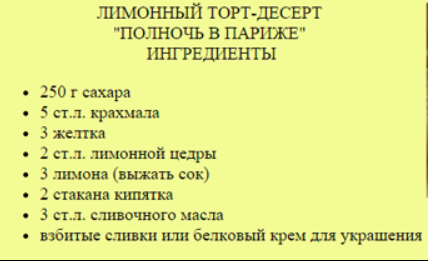 ЛИМОННЫЙ ТОРТ-ДЕСЕРТ
"ПОЛНОЧЬ В ПАРИЖЕ"
ИНГРЕДИЕНТЫ
• 250 г сахара
• 5 ст.л. крахмала
• 3 желтка
• 2 ст.л. лимонной цедры
• 3 лимона (выжать сок)
• 2 стакана кипятка
• 3 ст.л. сливочного масла
• взбитые сливки или белковый крем для украшения